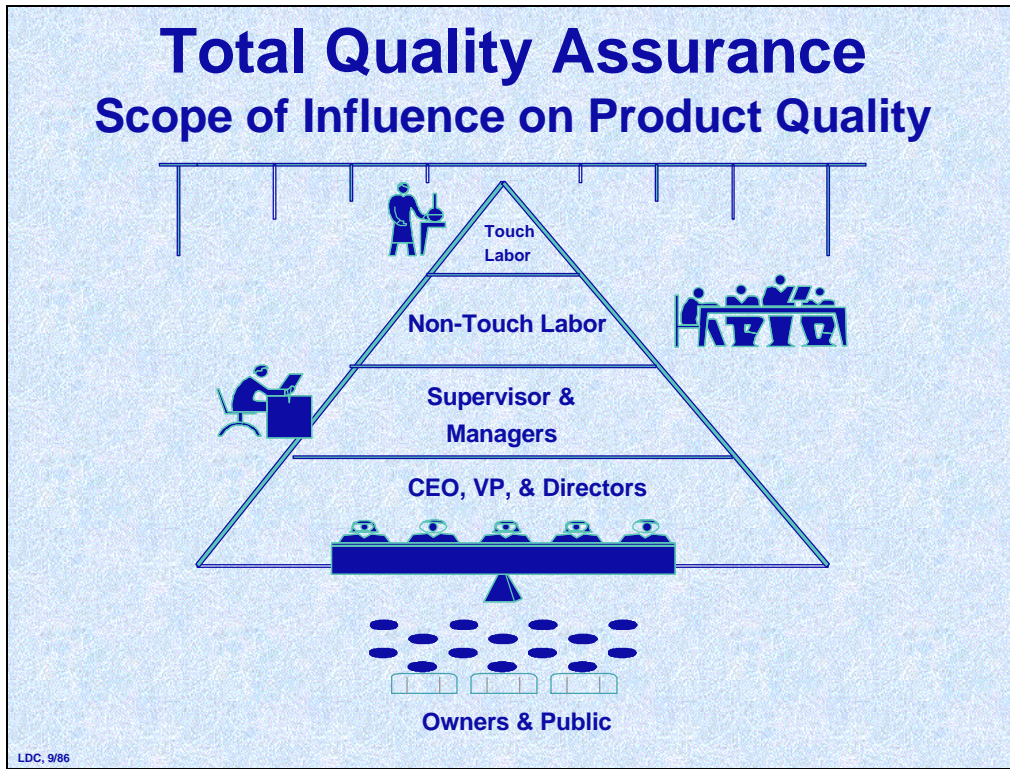 Total Quality Assurance
Scope of Influence on Product Quality
Touch
Labor
Non-Touch Labor
Supervisor &
Managers
CEO, VP, & Directors
Owners & Public
LDC, 9/86